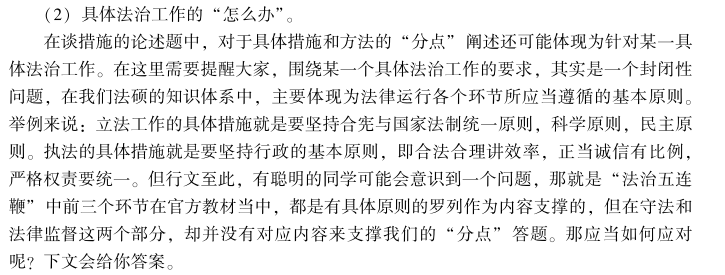 （2）具体法治工作的“怎么办”。
在谈措施的论述题中，对于具体措施和方法的“分点”阐述还可能体现为针对某一具
体法治工作。在这里需要提醒大家，围绕某一个具体法治工作的要求，其实是一个封闭性
问题，在我们法硕的知识体系中，主要体现为法律运行各个环节所应当遵循的基本原则。
举例来说：立法工作的具体措施就是要坚持合宪与国家法制统一原则，科学原则，民主原
则。执法的具体措施就是要坚持行政的基本原则，即合法合理讲效率，正当诚信有比例，
严格权责要统一。但行文至此，有聪明的同学可能会意识到一个问题，那就是“法治五连
鞭”中前三个环节在官方教材当中，都是有具体原则的罗列作为内容支撑的，但在守法和
法律监督这两个部分，却并没有对应内容来支撑我们的“分点”答题。那应当如何应对
呢？下文会给你答案。